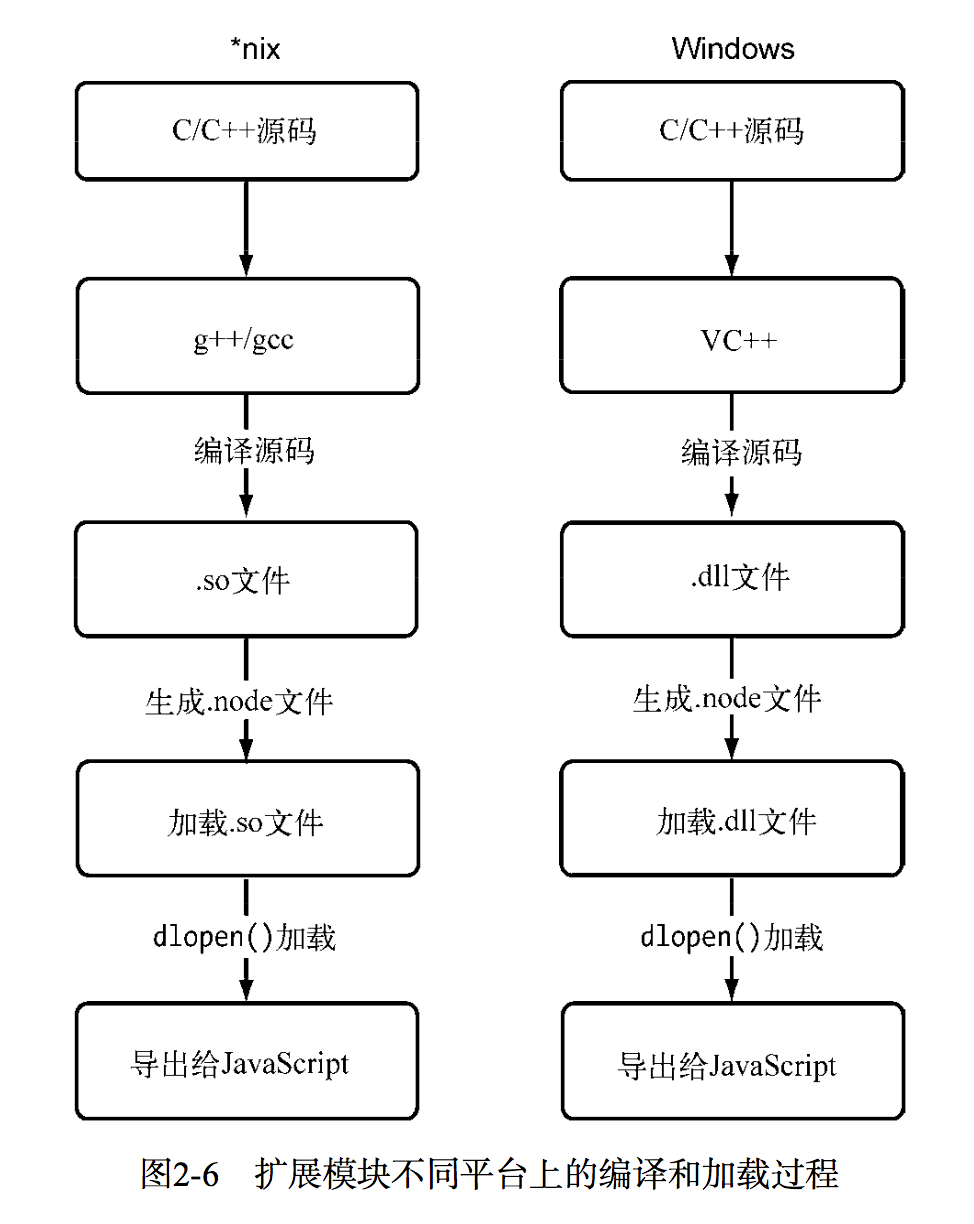 *nix
C/C++源码
g++/gcc
编译源码
.so文件
生成.node文件
加载.so文件
dlopen()加载
导出给JavaScript
Windows
C/C++源码
VC++
编译源码
.dll文件
生成.node文件
加载.dll文件
dlopen()加载
导出给JavaScript
图2-6 扩展模块不同平台上的编译和加载过程